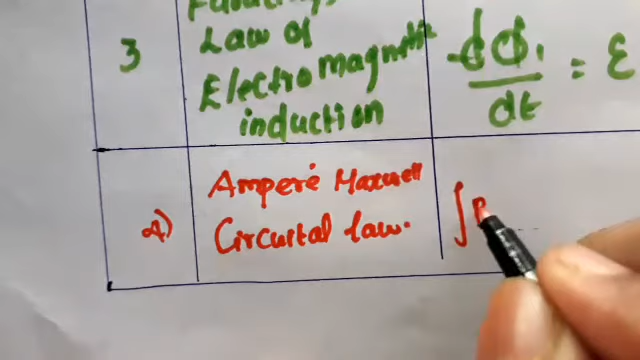 3
Law of
Electromagnetic
induction
-dΦ, / dt = ε
4)
Ampere Maxwell
Circuital law.
∫